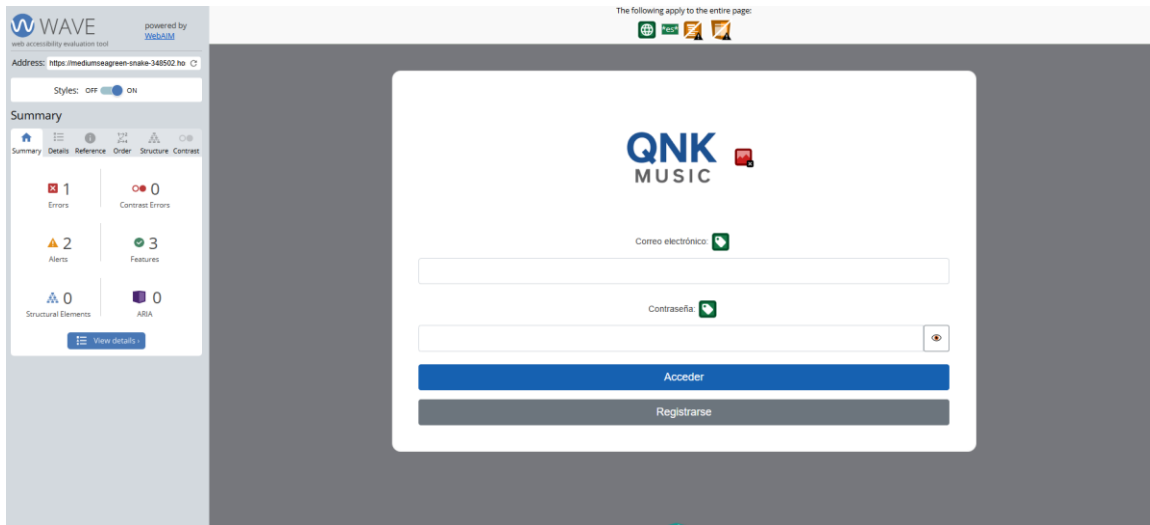 The following apply to the entire page:
*es*
WAVE
web accessibility evaluation tool
powered by
WebAIM
Address: https://mediumseagreen-snake-348502.ho
Styles: OFF ON
Summary
Summary Details Reference Order Structure Contrast
1
Errors
0
Contrast Errors
2
Alerts
3
Features
0
Structural Elements
0
ARIA
View details ›
QNK
MUSIC
Correo electrónico:
Contraseña:
Acceder
Registrarse